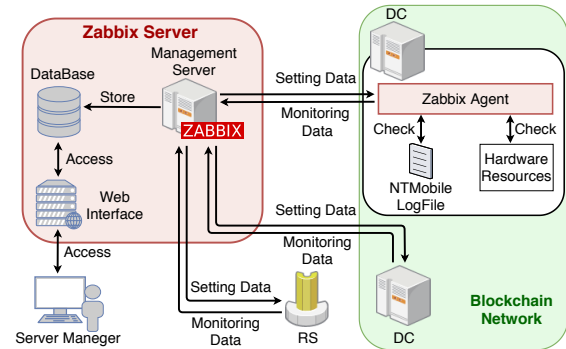 Zabbix Server
Management
Server
DataBase
Store
ZABBIX
Access
Web
Interface
Access
Server Maneger
Setting Data
Monitoring
Data
DC
Zabbix Agent
Check
Check
NTMobile
LogFile
Hardware
Resources
Setting Data
Monitoring
Data
Setting Data
Monitoring
Data
RS
DC
Blockchain
Network